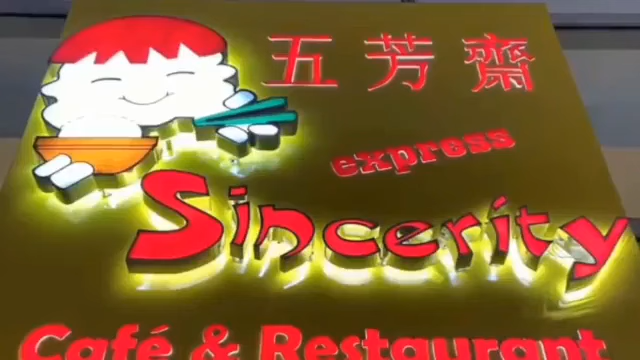 五芳齋
express
Sincerity
Café & Restaurant